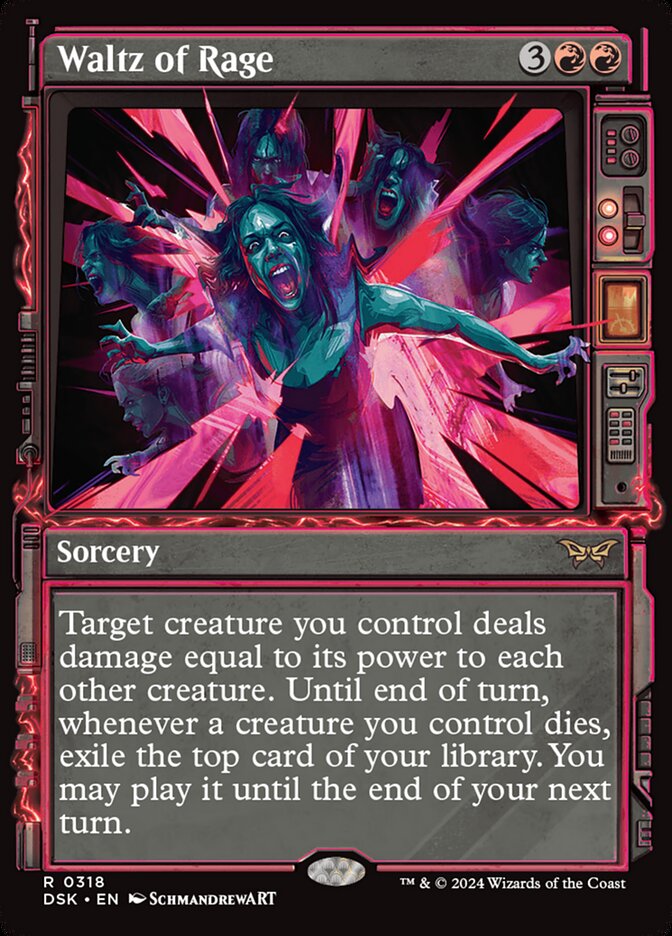 Waltz of Rage 3
Sorcery
Target creature you control deals
damage equal to its power to each
other creature. Until end of turn,
whenever a creature you control dies,
exile the top card of your library. You
may play it until the end of your next
turn.
R 0318
DSK • EN SchmandrewART
™ & © 2024 Wizards of the Coast